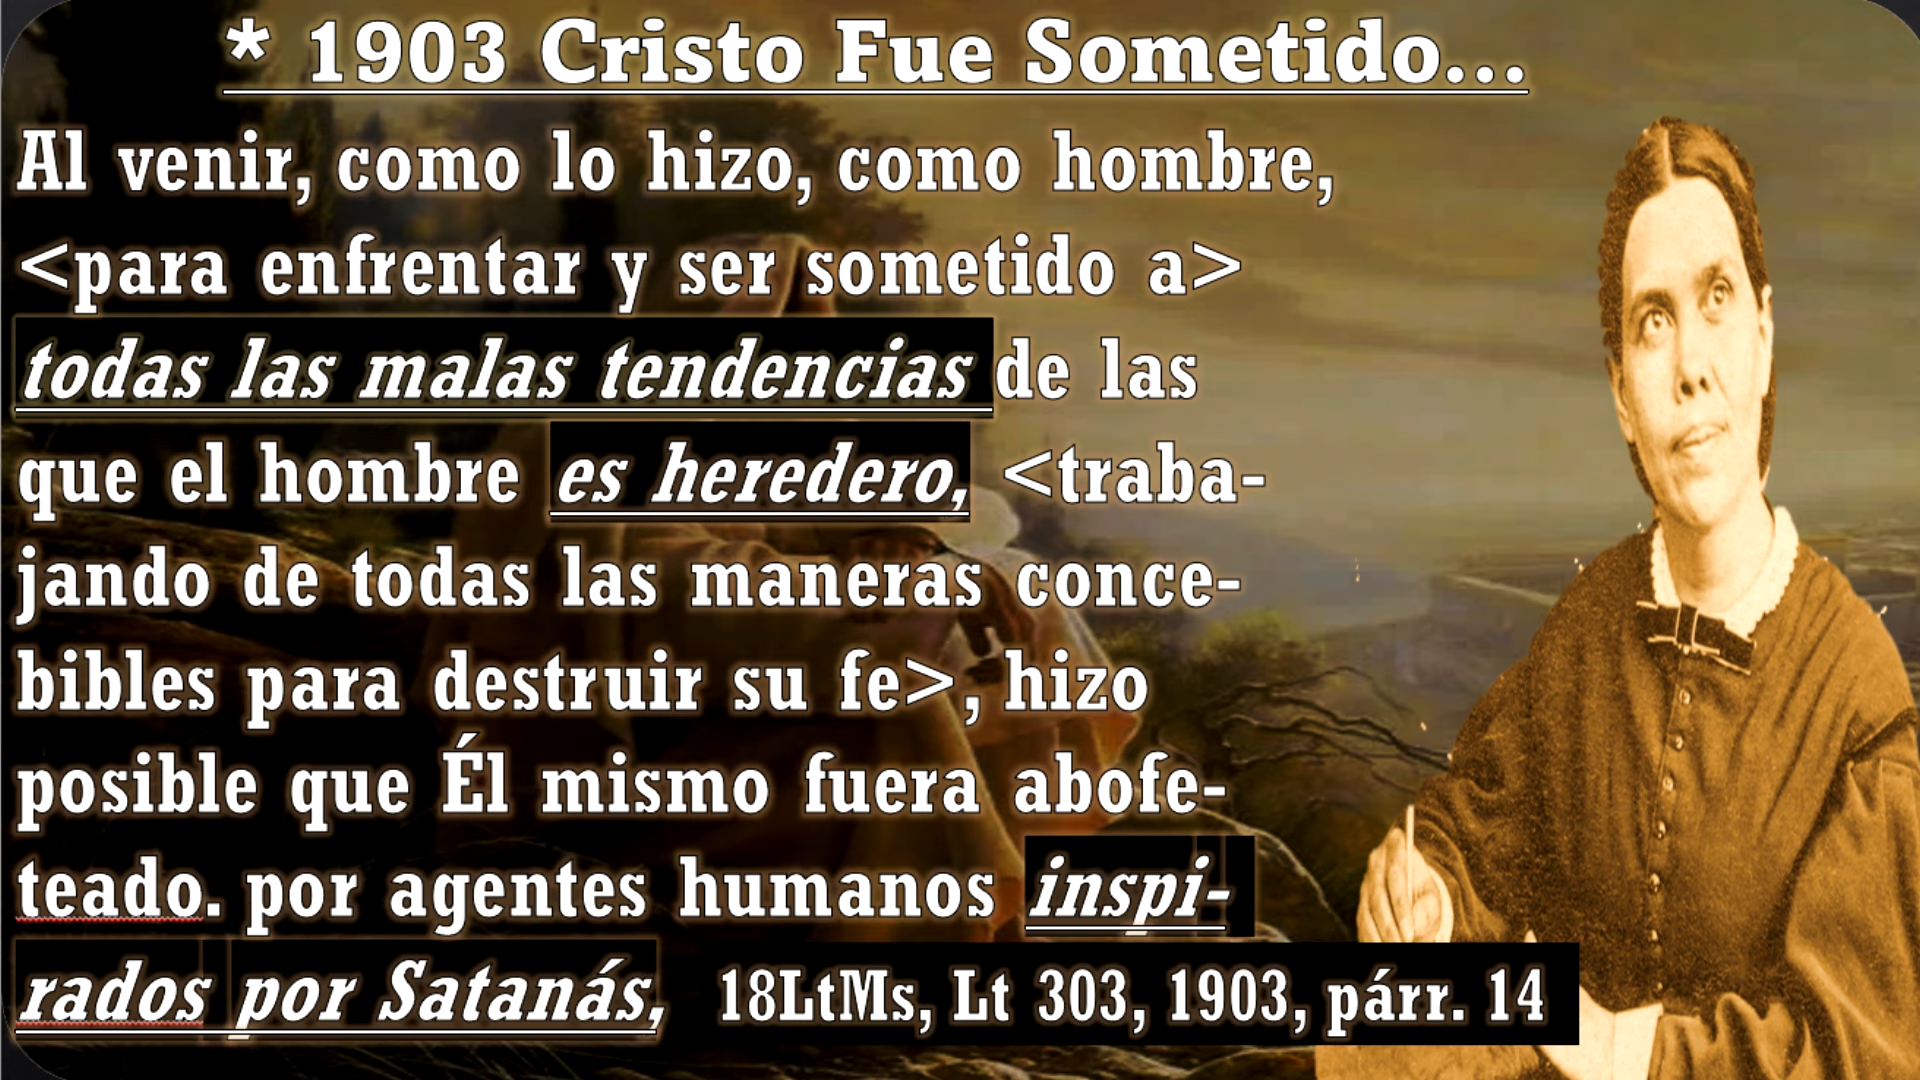 * 1903 Cristo Fue Sometido...
Al venir, como lo hizo, como hombre,
<para enfrentar y ser sometido a>
todas las malas tendencias de las
que el hombre es heredero, <traba-
jando de todas las maneras conce-
bibles para destruir su fe>, hizo
posible que Él mismo fuera abofe-
teado. por agentes humanos inspi-
rados por Satanás, 18LtMs, Lt 303, 1903, párr. 14